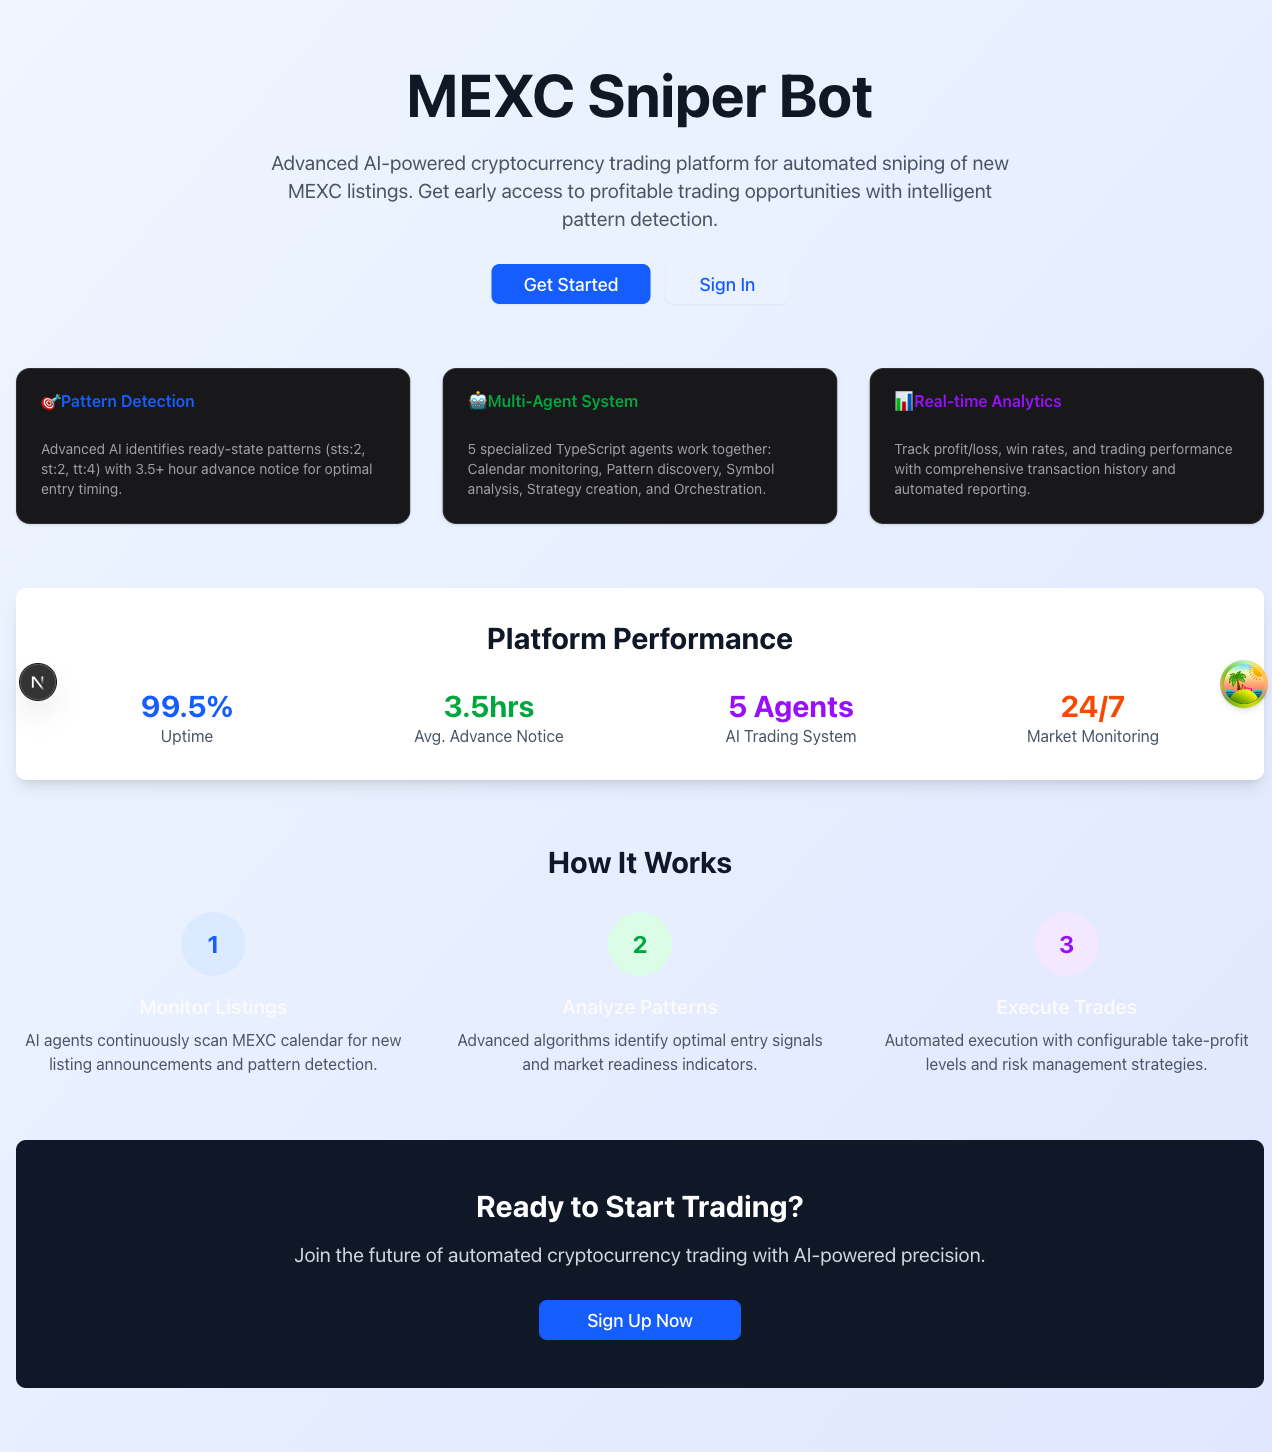 MEXC Sniper Bot
Advanced AI-powered cryptocurrency trading platform for automated sniping of new
MEXC listings. Get early access to profitable trading opportunities with intelligent
pattern detection.
Get Started
Sign In
🎯Pattern Detection
Advanced AI identifies ready-state patterns (sts:2,
st:2, tt:4) with 3.5+ hour advance notice for optimal
entry timing.
🤖Multi-Agent System
5 specialized TypeScript agents work together:
Calendar monitoring, Pattern discovery, Symbol
analysis, Strategy creation, and Orchestration.
📊Real-time Analytics
Track profit/loss, win rates, and trading performance
with comprehensive transaction history and
automated reporting.
Platform Performance
N
99.5%
Uptime
3.5hrs
Avg. Advance Notice
5 Agents
AI Trading System
24/7
Market Monitoring
How It Works
1
Monitor Listings
AI agents continuously scan MEXC calendar for new
listing announcements and pattern detection.
2
Analyze Patterns
Advanced algorithms identify optimal entry signals
and market readiness indicators.
3
Execute Trades
Automated execution with configurable take-profit
levels and risk management strategies.
Ready to Start Trading?
Join the future of automated cryptocurrency trading with AI-powered precision.
Sign Up Now